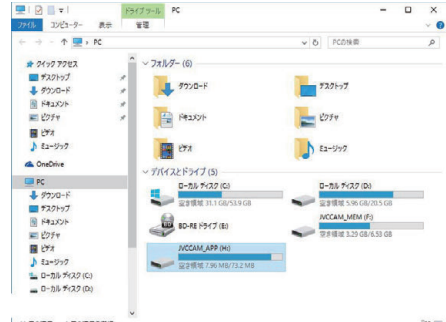 ドライブ ツール PC
ファイル コンピューター 表示 管理
PC
PCの検索
クイック アクセス
デスクトップ
ダウンロード
ドキュメント
ピクチャ
ビデオ
ミュージック
OneDrive
PC
ダウンロード
デスクトップ
ドキュメント
ピクチャ
ビデオ
ミュージック
ローカル ディスク (C:)
ローカル ディスク (D:)
フォルダー (6)
ダウンロード
デスクトップ
ドキュメント
ピクチャ
ビデオ
ミュージック
デバイスとドライブ (5)
ローカル ディスク (C:)
空き領域 31.1 GB/53.9 GB
ローカル ディスク (D:)
空き領域 5.96 GB/20.5 GB
BD-RE ドライブ (E:)
JVCCAM_MEM (F:)
空き領域 3.23 GB/6.53 GB
JVCCAM_APP (H:)
空き領域 7.96 MB/73.2 MB